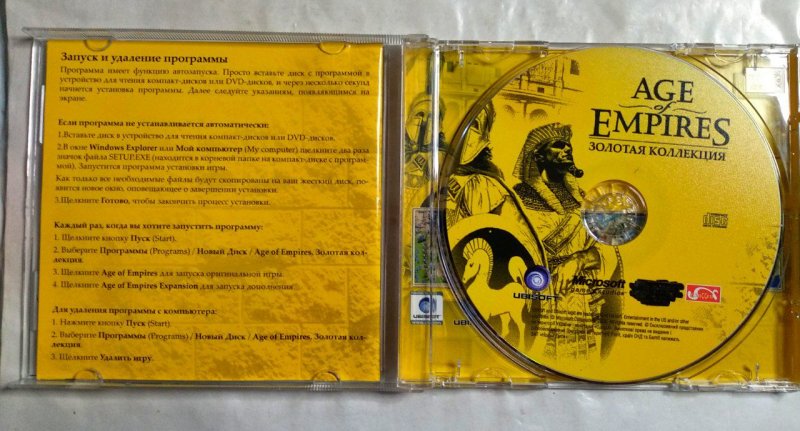 Запуск и удаление программы
Программа имеет функцию автозапуска. Просто вставьте диск с программой в
устройство для чтения компакт-дисков или DVD-дисков, и через несколько секунд
начнется установка программы. Далее следуйте указаниям, появляющимся на
экране.
Если программа не устанавливается автоматически:
1.Вставьте диск в устройство для чтения компакт-дисков или DVD-дисков.
2.В окне Windows Explorer или Мой компьютер (My computer) щелкните два раза
значок файла SETUP.EXE (находится в корневой папке на компакт-диске с програм-
мой). Запустится программа установки игры.
Как только все необходимые файлы будут скопированы на ваш жесткий диск, по-
явится новое окно, оповещающее о завершении установки.
3.Щелкните Готово, чтобы закончить процесс установки.
Каждый раз, когда вы хотите запустить программу:
1. Щелкните кнопку Пуск (Start).
2. Выберите Программы (Programs) / Новый Диск / Age of Empires. Золотая кол-
лекция.
3. Щелкните Age of Empires для запуска оригинальной игры.
4. Щелкните Age of Empires Expansion для запуска дополнения
Для удаления программы с компьютера:
1. Нажмите кнопку Пуск (Start).
2. Выберите Программы (Programs) / Новый Диск / Age of Empires. Золотая кол-
лекция.
3. Щелкните Удалить игру.
AGE
of
EMPIRES
ЗОЛОТАЯ КОЛЛЕКЦИЯ
UBISOFT
Microsoft
UBISOFT
UBISOFT